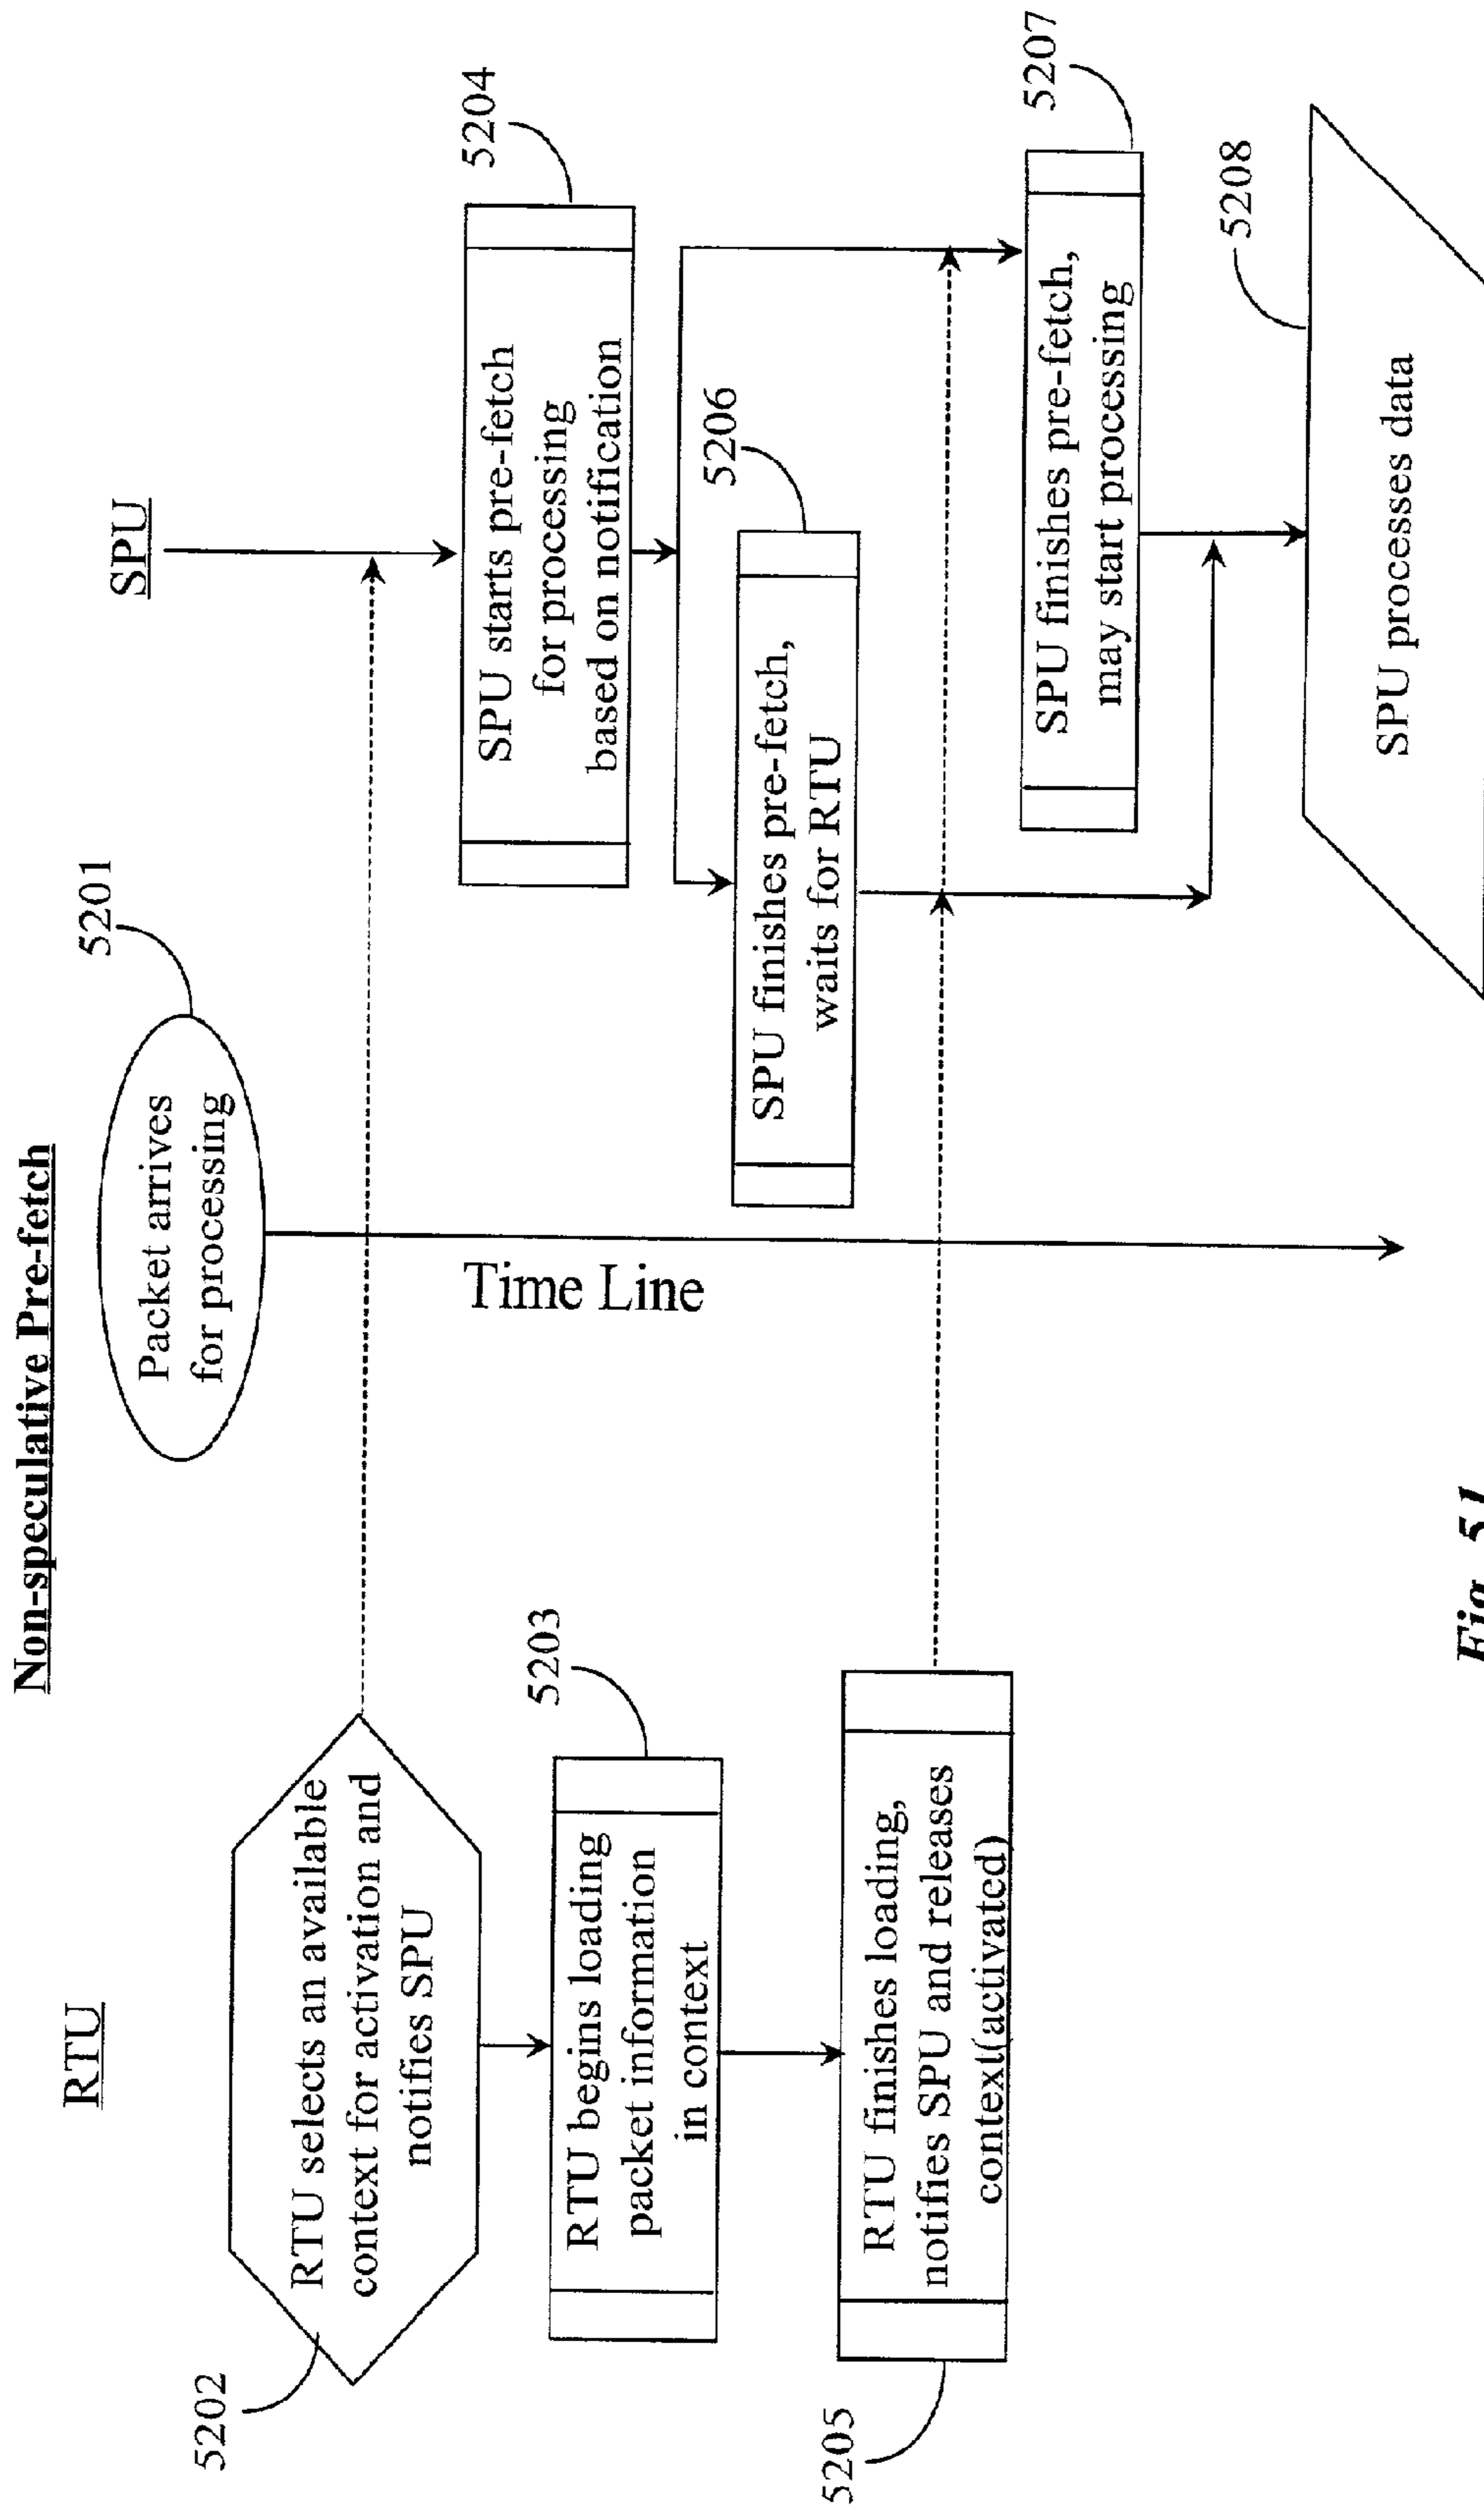 Non-speculative Pre-fetch
RTU
SPU
5201
Packet arrives
for processing
5202
RTU selects an available
context for activation and
notifies SPU
5204
SPU starts pre-fetch
for processing
based on notification
Time Line
5203
RTU begins loading
packet information
in context
5206
SPU finishes pre-fetch,
waits for RTU
5205
RTU finishes loading,
notifies SPU and releases
context(activated)
5207
SPU finishes pre-fetch,
may start processing
5208
SPU processes data
Fig. 51